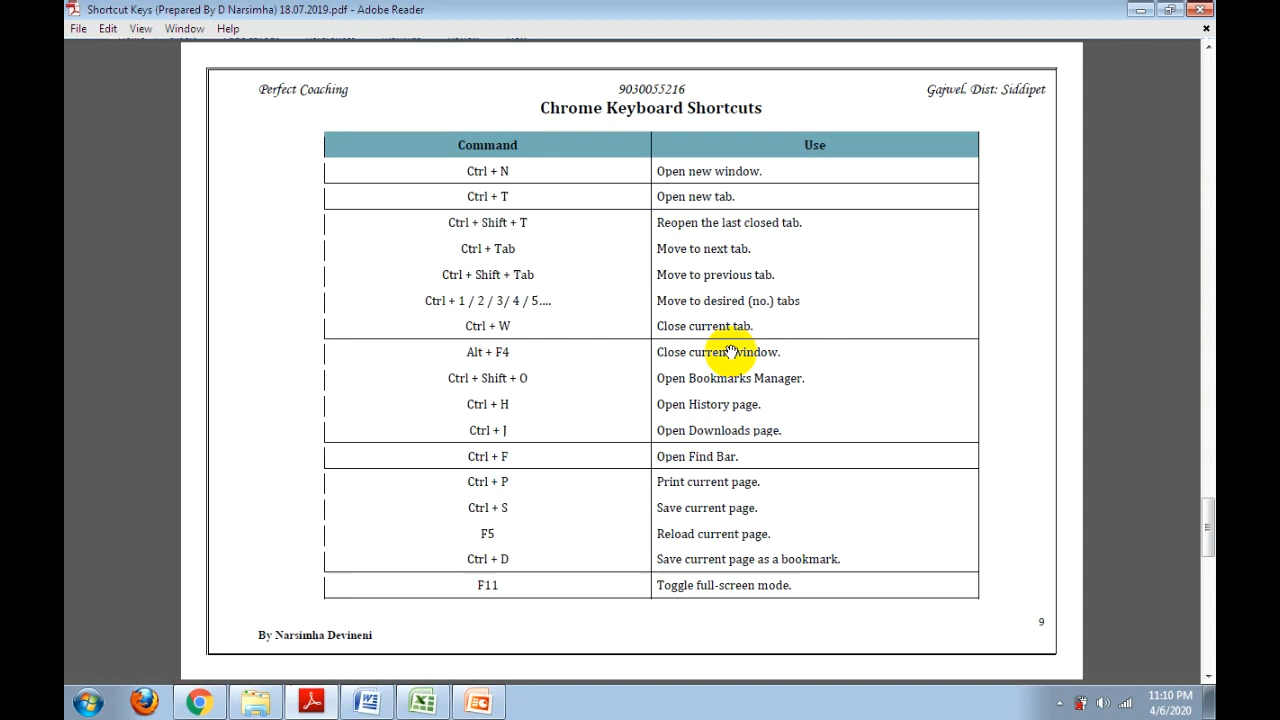 Shortcut Keys (Prepared By D Narsimha) 18.07.2019.pdf - Adobe Reader
File Edit View Window Help
Perfect Coaching 9030055216 Gajwel. Dist: Siddipet
Chrome Keyboard Shortcuts
Command Use
Ctrl + N Open new window.
Ctrl + T Open new tab.
Ctrl + Shift + T Reopen the last closed tab.
Ctrl + Tab Move to next tab.
Ctrl + Shift + Tab Move to previous tab.
Ctrl + 1 / 2 / 3/ 4 / 5.... Move to desired (no.) tabs
Ctrl + W Close current tab.
Alt + F4 Close current window.
Ctrl + Shift + O Open Bookmarks Manager.
Ctrl + H Open History page.
Ctrl + J Open Downloads page.
Ctrl + F Open Find Bar.
Ctrl + P Print current page.
Ctrl + S Save current page.
F5 Reload current page.
Ctrl + D Save current page as a bookmark.
F11 Toggle full-screen mode.
9
By Narsimha Devineni
11:10 PM
4/6/2020